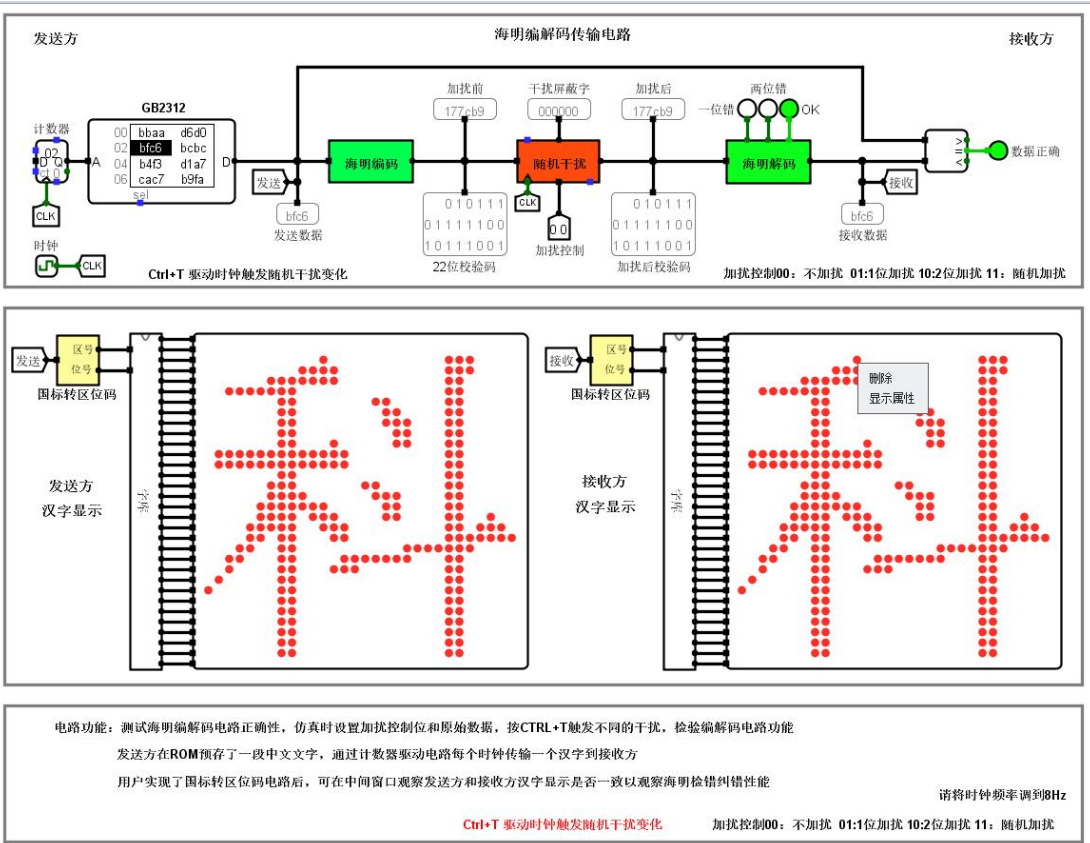 发送方
海明编解码传输电路
接收方
加扰前
干扰屏蔽字
加扰后
两位错
GB2312
177cb9
000000
177cb9
一位错
OK
计数器
00 bbaa d6d0
02 bfc6 bcbc
04 b4f3 d1a7
06 cac7 b9fa
sel
02
D Q
ct 0
A
D
海明编码
随机干扰
海明解码
>
=
<
数据正确
发送
接收
CLK
CLK
bfc6
发送数据
0 1 0 1 1 1
0 1 1 1 1 1 0 0
1 0 1 1 1 0 0 1
22位校验码
0 0
加扰控制
0 1 0 1 1 1
0 1 1 1 1 1 0 0
1 0 1 1 1 0 0 1
加扰后校验码
bfc6
接收数据
时钟
CLK
Ctrl+T 驱动时钟触发随机干扰变化
加扰控制00：不加扰 01:1位加扰 10:2位加扰 11：随机加扰
发送
区号
位号
国标转区位码
发送方
汉字显示
字库
科
接收
区号
位号
国标转区位码
接收方
汉字显示
字库
科
删除
显示属性
电路功能：测试海明编解码电路正确性，仿真时设置加扰控制位和原始数据，按CTRL+T触发不同的干扰，检验编解码电路功能
发送方在ROM预存了一段中文文字，通过计数器驱动电路每个时钟传输一个汉字到接收方
用户实现了国标转区位码电路后，可在中间窗口观察发送方和接收方汉字显示是否一致以观察海明检错纠错性能
请将时钟频率调到8Hz
Ctrl+T 驱动时钟触发随机干扰变化
加扰控制00：不加扰 01:1位加扰 10:2位加扰 11：随机加扰